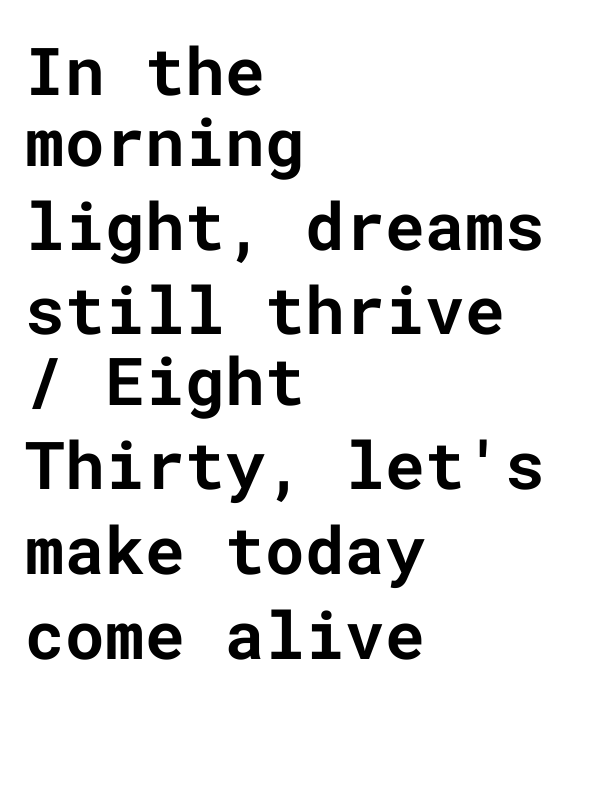 In the
morning
light, dreams
still thrive
/ Eight
Thirty, let's
make today
come alive